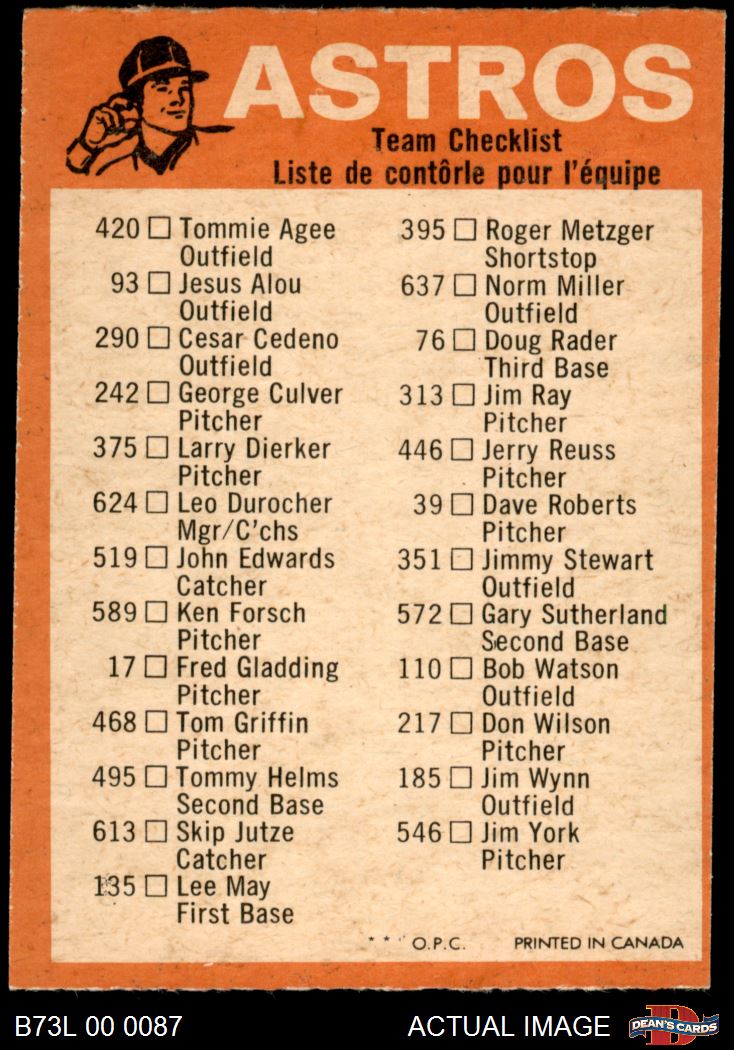 ASTROS
Team Checklist
Liste de contôrle pour l'équipe
420 Tommie Agee
Outfield
93 Jesus Alou
Outfield
290 Cesar Cedeno
Outfield
242 George Culver
Pitcher
375 Larry Dierker
Pitcher
624 Leo Durocher
Mgr/C'chs
519 John Edwards
Catcher
589 Ken Forsch
Pitcher
17 Fred Gladding
Pitcher
468 Tom Griffin
Pitcher
495 Tommy Helms
Second Base
613 Skip Jutze
Catcher
135 Lee May
First Base
395 Roger Metzger
Shortstop
637 Norm Miller
Outfield
76 Doug Rader
Third Base
313 Jim Ray
Pitcher
446 Jerry Reuss
Pitcher
39 Dave Roberts
Pitcher
351 Jimmy Stewart
Outfield
572 Gary Sutherland
Second Base
110 Bob Watson
Outfield
217 Don Wilson
Pitcher
185 Jim Wynn
Outfield
546 Jim York
Pitcher
* * O.P.C. PRINTED IN CANADA
B73L 00 0087 ACTUAL IMAGE DEAN'S CARDS